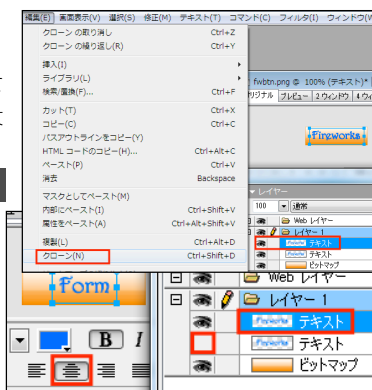 編集(E) 画面表示(V) 選択(S) 修正(M) テキスト(T) コマンド(C) フィルタ(I) ウィンドウ(W
クローン の取り消し Ctrl+Z
クローン の繰り返し(R) Ctrl+Y
挿入(I)
ライブラリ(L)
検索/置換(F)... Ctrl+F
カット(T) Ctrl+X
コピー(C) Ctrl+C
パスアウトラインをコピー(Y)
HTML コードのコピー(H)... Ctrl+Alt+C
ペースト(P) Ctrl+V
消去 Backspace
マスクとしてペースト(M)
内部にペースト(I) Ctrl+Shift+V
属性をペースト(A) Ctrl+Alt+Shift+V
複製(L) Ctrl+Alt+D
クローン(N) Ctrl+Shift+D
fwbtn.png @ 100% (テキスト)*
リジナル プレビュー 2 ウィンドウ 4 ウィ
Fireworks
レイヤー
100 通常
Web レイヤー
レイヤー 1
テキスト
テキスト
ビットマップ
Form
B I
Web レイヤー
レイヤー 1
テキスト
テキスト
ビットマップ